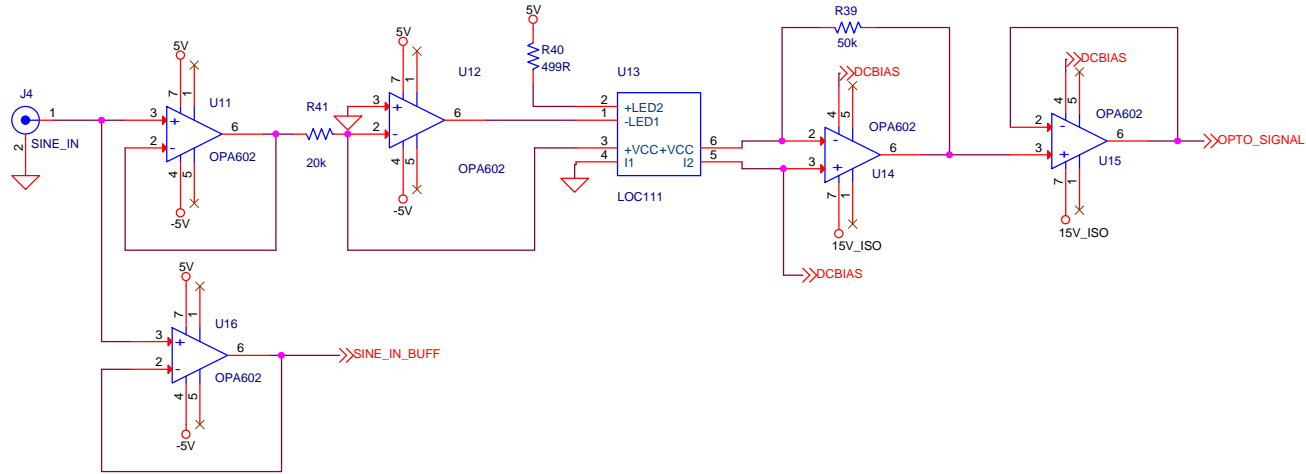 R39
50k
5V
5V
5V
R40
499R
U12
U13
DCBIAS
DCBIAS
J4
1
2
SINE_IN
7
1
3
+
2
-
6
4
5
U11
OPA602
-5V
R41
20k
7
1
3
+
2
-
6
4
5
OPA602
-5V
2
+LED2
1
-LED1
3
+VCC+VCC
6
4
I1
I2
5
LOC111
4
5
2
-
3
+
6
7
1
OPA602
U14
15V_ISO
4
5
2
-
3
+
6
7
1
OPA602
U15
15V_ISO
OPTO_SIGNAL
DCBIAS
5V
7
1
3
+
2
-
6
4
5
U16
OPA602
-5V
SINE_IN_BUFF